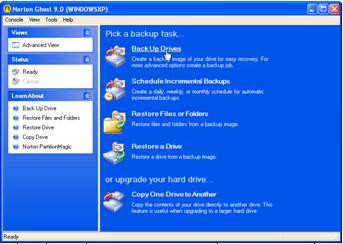 Norton Ghost 9.0 (WINDOWSXP)
Console View Tools Help
Views
Advanced View
Status
Ready
Cancel
Learn About
Back Up Drive
Restore Files and Folders
Restore Drive
Copy Drive
Norton PartitionMagic
Pick a backup task...
Back Up Drives
Create a backup image of your drive for easy recovery. For
more advanced options create a backup job.
Schedule Incremental Backups
Create a daily, weekly, or monthly schedule for automatic
incremental backups.
Restore Files or Folders
Restore files and folders from a backup image.
Restore a Drive
Restore a drive from a backup image.
or upgrade your hard drive...
Copy One Drive to Another
Copy the contents of your drive directly to another drive. This
feature is useful when upgrading to a larger hard drive.
Ready